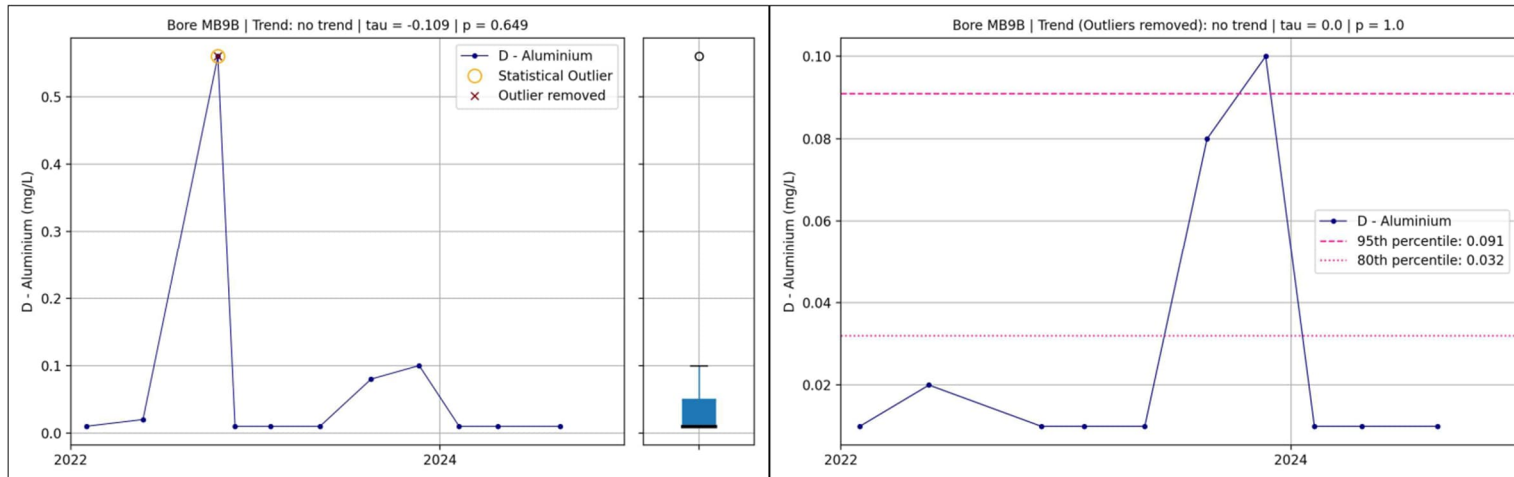 Bore MB9B | Trend: no trend | tau = -0.109 | p = 0.649
D - Aluminium (mg/L)
0.5
0.4
0.3
0.2
0.1
0.0
2022
2024
D - Aluminium
Statistical Outlier
Outlier removed
Bore MB9B | Trend (Outliers removed): no trend | tau = 0.0 | p = 1.0
D - Aluminium (mg/L)
0.10
0.08
0.06
0.04
0.02
2022
2024
D - Aluminium
95th percentile: 0.091
80th percentile: 0.032